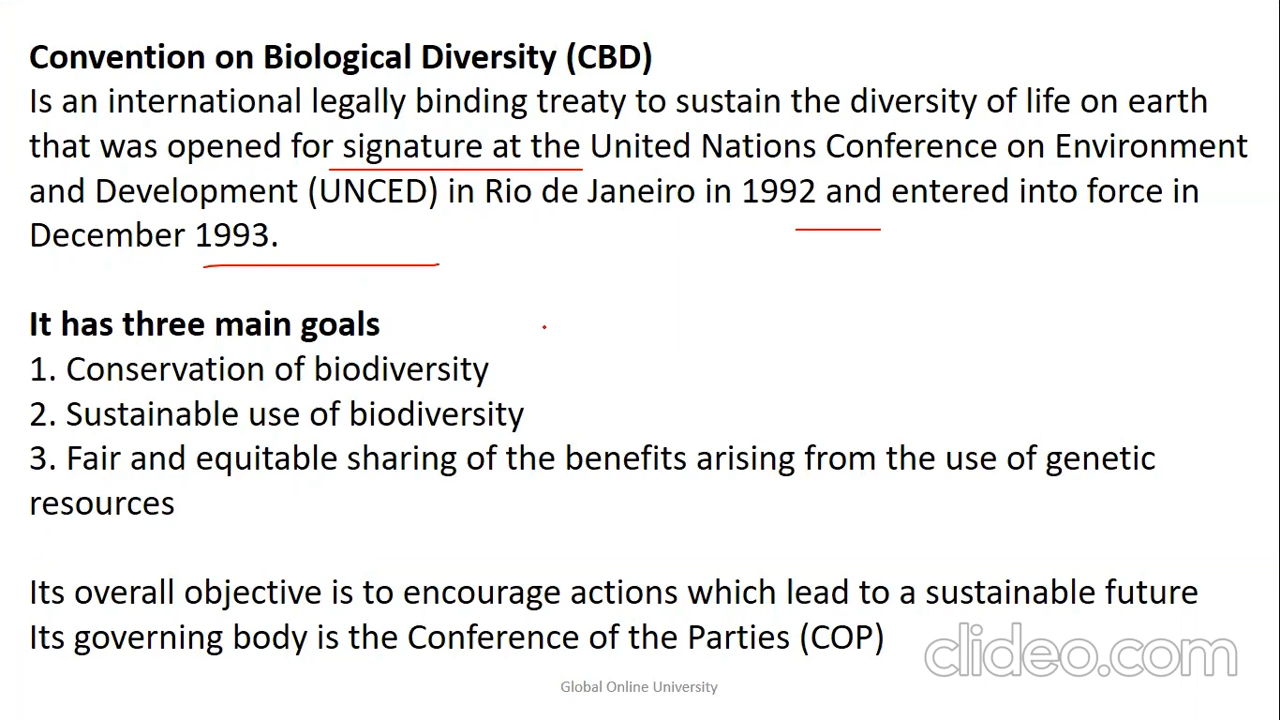 Convention on Biological Diversity (CBD)
Is an international legally binding treaty to sustain the diversity of life on earth
that was opened for signature at the United Nations Conference on Environment
and Development (UNCED) in Rio de Janeiro in 1992 and entered into force in
December 1993.
It has three main goals
1. Conservation of biodiversity
2. Sustainable use of biodiversity
3. Fair and equitable sharing of the benefits arising from the use of genetic
resources
Its overall objective is to encourage actions which lead to a sustainable future
Its governing body is the Conference of the Parties (COP)
clideo.com
Global Online University